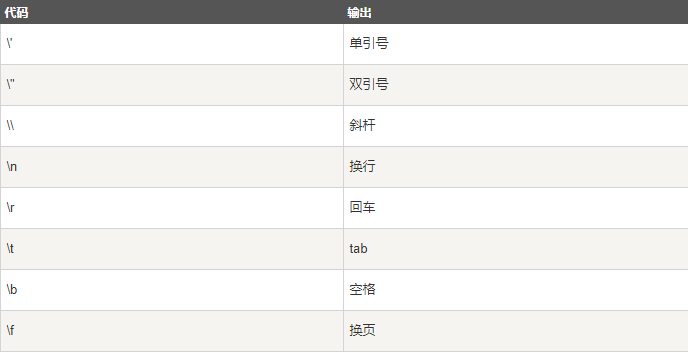 代码 输出
\' 单引号
\" 双引号
\\ 斜杆
\n 换行
\r 回车
\t tab
\b 空格
\f 换页